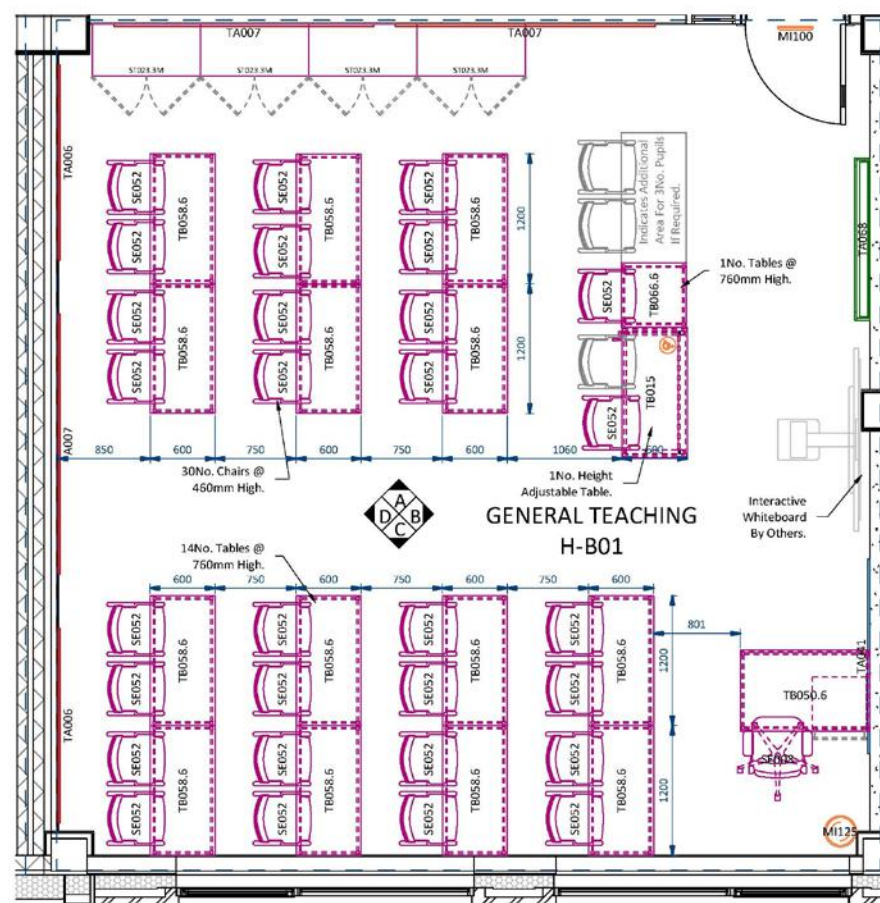 TA007
TA007
MI100
ST023.3M
ST023.3M
ST023.3M
ST023.3M
TA006
SE052
TB058.6
SE052
SE052
TB058.6
SE052
SE052
TB058.6
SE052
1200
Indicates Additional
Area For 3No. Pupils
If Required.
TA068
1No. Tables @
760mm High.
SE052
TB066.6
SE052
TB058.6
SE052
SE052
TB058.6
SE052
SE052
TB058.6
SE052
1200
TB015
SE052
A007
850
600
750
600
750
600
1060
600
30No. Chairs @
460mm High.
1No. Height
Adjustable Table.
A
D
B
C
GENERAL TEACHING
H-B01
Interactive
Whiteboard
By Others.
14No. Tables @
760mm High.
600
750
600
750
600
750
600
801
SE052
TB058.6
SE052
SE052
TB058.6
SE052
SE052
TB058.6
SE052
SE052
TB058.6
SE052
1200
TA041
TB050.6
TA006
SE052
TB058.6
SE052
SE052
TB058.6
SE052
SE052
TB058.6
SE052
SE052
TB058.6
SE052
1200
MI125